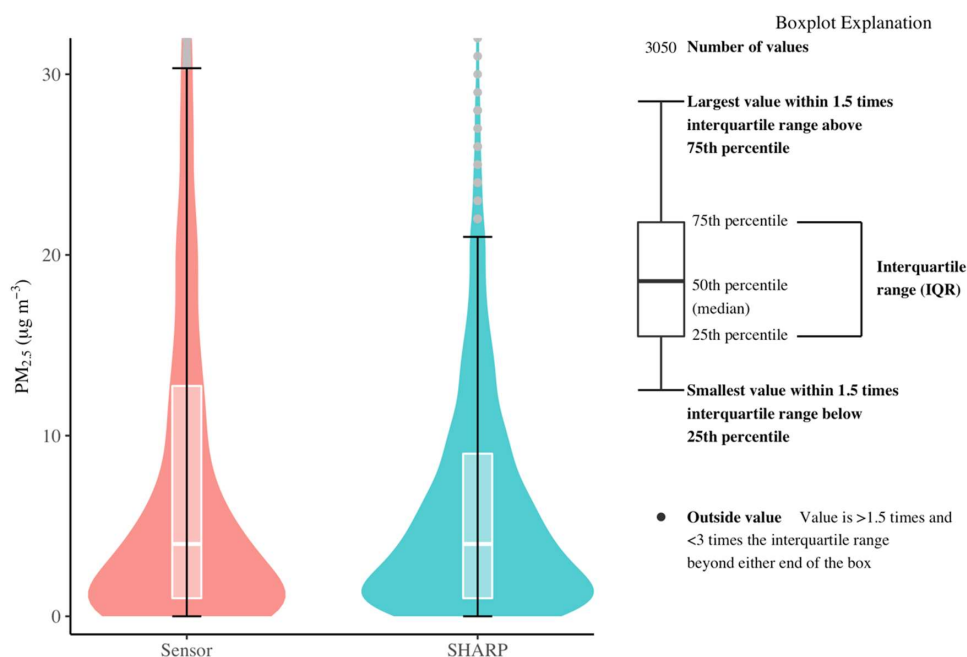 30
20
10
0
PM2.5 (µg m−3)
Sensor
SHARP
Boxplot Explanation
3050 Number of values
Largest value within 1.5 times
interquartile range above
75th percentile
75th percentile
50th percentile
(median)
25th percentile
Interquartile
range (IQR)
Smallest value within 1.5 times
interquartile range below
25th percentile
Outside value Value is >1.5 times and
<3 times the interquartile range
beyond either end of the box